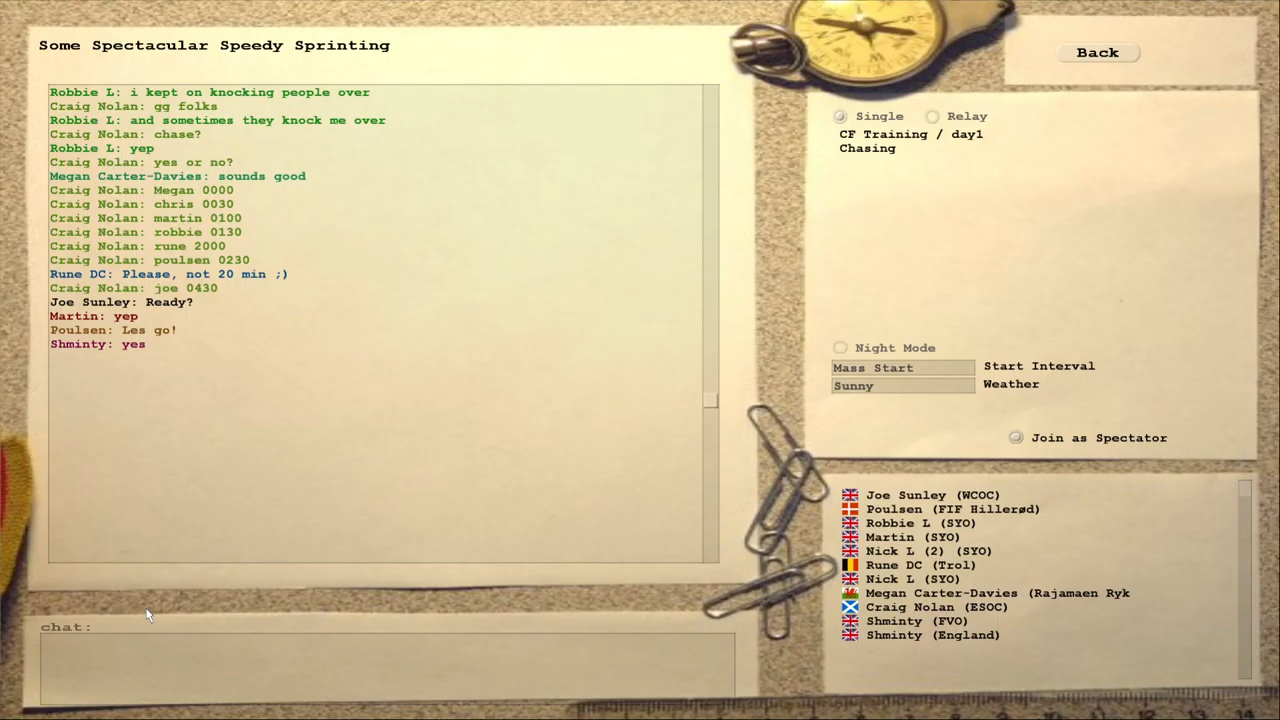 Some Spectacular Speedy Sprinting
Back
Robbie L: i kept on knocking people over
Craig Nolan: gg folks
Robbie L: and sometimes they knock me over
Craig Nolan: chase?
Robbie L: yep
Craig Nolan: yes or no?
Megan Carter-Davies: sounds good
Craig Nolan: Megan 0000
Craig Nolan: chris 0030
Craig Nolan: martin 0100
Craig Nolan: robbie 0130
Craig Nolan: rune 2000
Craig Nolan: poulsen 0230
Rune DC: Please, not 20 min ;)
Craig Nolan: joe 0430
Joe Sunley: Ready?
Martin: yep
Poulsen: Les go!
Shminty: yes
chat:
Single Relay
CF Training / day1
Chasing
Night Mode
Mass Start Start Interval
Sunny Weather
Join as Spectator
Joe Sunley (WCOC)
Poulsen (FIF Hillerød)
Robbie L (SYO)
Martin (SYO)
Nick L (2) (SYO)
Rune DC (Trol)
Nick L (SYO)
Megan Carter-Davies (Rajamaen Ryk
Craig Nolan (ESOC)
Shminty (FVO)
Shminty (England)